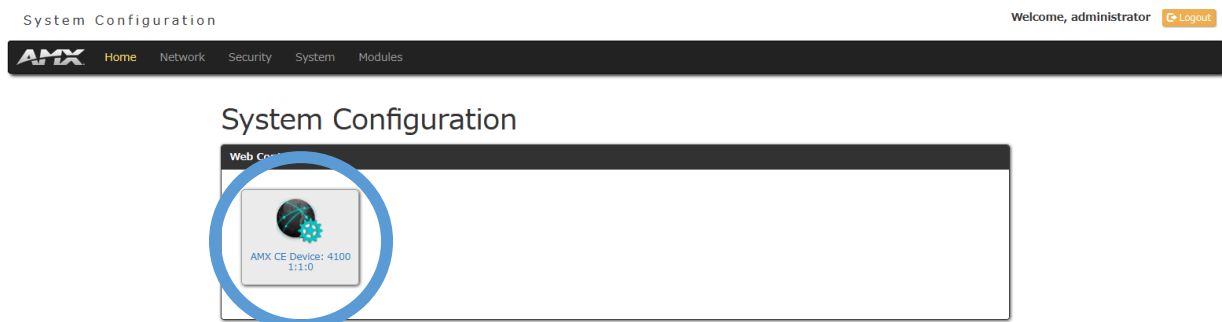 System Configuration
Welcome, administrator Logout
AMX Home Network Security System Modules
System Configuration
Web
AMX CE Device: 4100
1:1:0